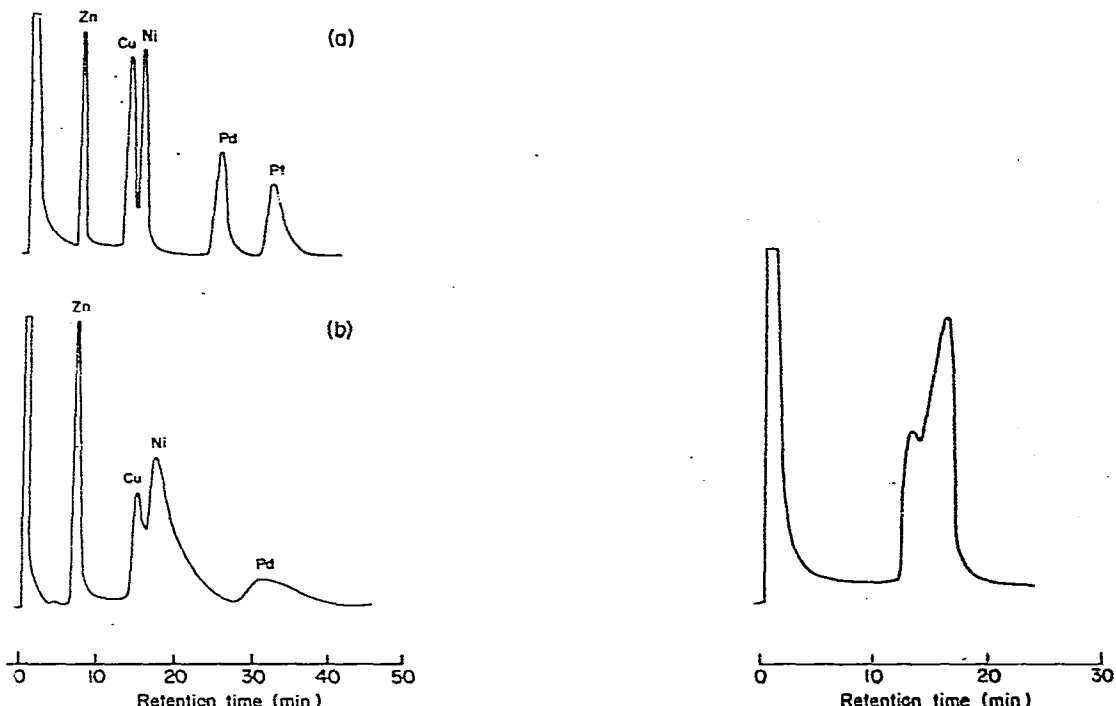 Zn
Cu Ni
(a)
Pd
Pt
Zn
(b)
Ni
Cu
Pd
0 10 20 30 40 50
Retention time (min)
0 10 20 30
Retention time (min)